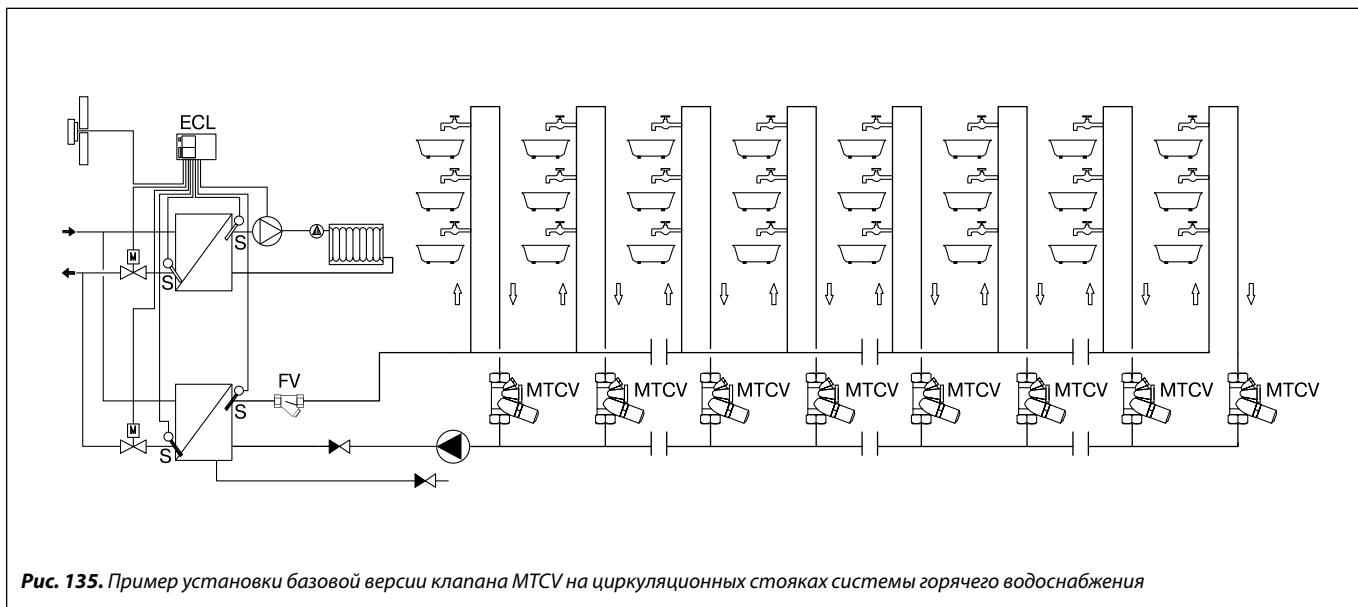 ECL
M
S
S
FV
MTCV MTCV MTCV MTCV MTCV MTCV MTCV MTCV
S
M
S
Рис. 135. Пример установки базовой версии клапана MTCV на циркуляционных стояках системы горячего водоснабжения